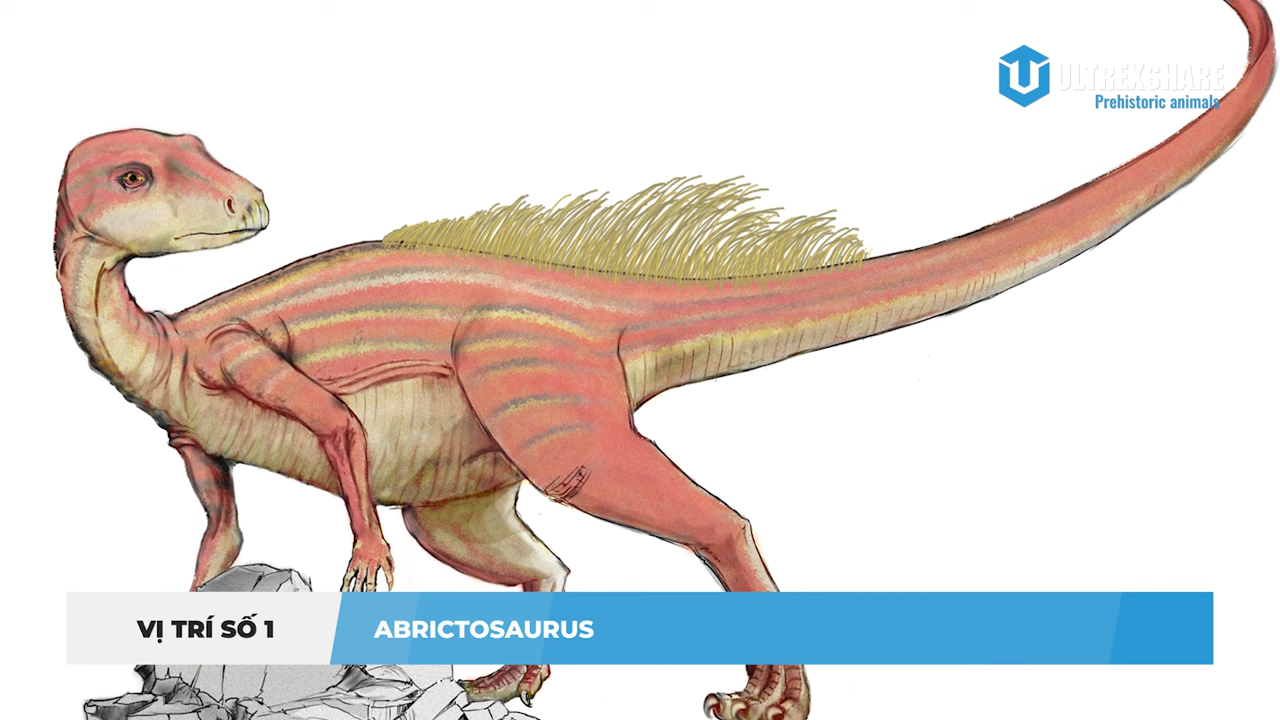 ULTREXSHARE
Prehistoric animals
VỊ TRÍ SỐ 1
ABRICTOSAURUS